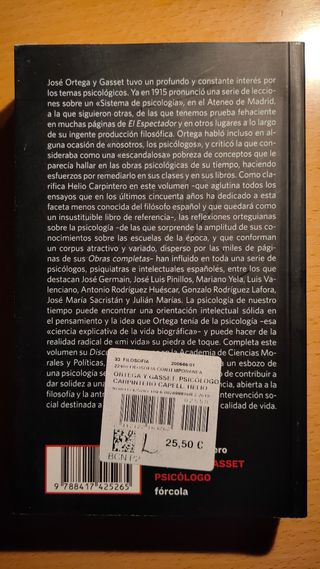 José Ortega y Gasset tuvo un profundo y constante interés por
los temas psicológicos. Ya en 1915 pronunció una serie de leccio-
nes sobre un «Sistema de psicología», en el Ateneo de Madrid,
a la que siguieron otras, de las que tenemos prueba fehaciente
en muchas páginas de El Espectador y en otros lugares a lo largo
de su ingente producción filosófica. Ortega habló incluso en al-
guna ocasión de «nosotros, los psicólogos», y criticó la que con-
sideraba como una «escandalosa» pobreza de conceptos que le
parecía hallar en las obras psicológicas de su tiempo, haciendo
esfuerzos por remediarlo en sus clases y en sus libros. Como cla-
rifica Helio Carpintero en este volumen –que aglutina todos los
ensayos que en los últimos cincuenta años ha dedicado a esta
faceta menos conocida del filósofo español y que quedará como
un insustituible libro de referencia–, las reflexiones orteguianas
sobre la psicología –de las que sorprende la amplitud de sus co-
nocimientos sobre las escuelas de la época, y que conforman
un corpus atractivo y variado, disperso por las miles de pági-
nas de sus Obras completas– han influido en toda una serie de
psicólogos, psiquiatras e intelectuales españoles, entre los que
destacan José Germain, José Luis Pinillos, Mariano Yela, Luis Va-
lenciano, Antonio Rodríguez Huéscar, Gonzalo Rodríguez Lafora,
José María Sacristán y Julián Marías. La psicología de nuestro
tiempo puede encontrar una orientación intelectual sólida en
el pensamiento y la idea que Ortega tenía de la psicología –esa
«ciencia explicativa de la vida biográfica»– y puede hacer de la
realidad radical de «mi vida» su piedra de toque. Completa este
volumen su Discurso Academia de Ciencias Mo-
rales y Políticas, un esbozo de
una psicología de contribuir a
dar solidez a una encia, abierta a la
filosofía y a la ant ervención so-
cial destinada a calidad de vida.
33 FILOSOFÍA
ORTEGA Y GASSET, PSICÓLOGO
CARPINTERO CAPELL, HELIO
25,50 €
BCN P2
ero
ASSET
PSICÓLOGO
fórcola
9 788417 425265